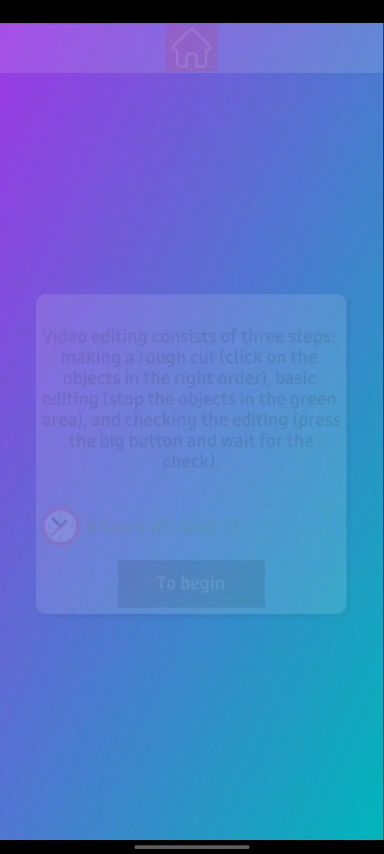 Video editing consists of three steps:
making a rough cut (click on the
objects in the right order), basic
editing (stop the objects in the green
area), and checking the editing (press
the big button and wait for the
check).
To begin